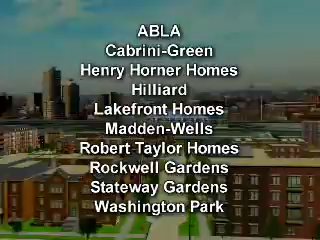 ABLA
Cabrini-Green
Henry Horner Homes
Hilliard
Lakefront Homes
Madden-Wells
Robert Taylor Homes
Rockwell Gardens
Stateway Gardens
Washington Park